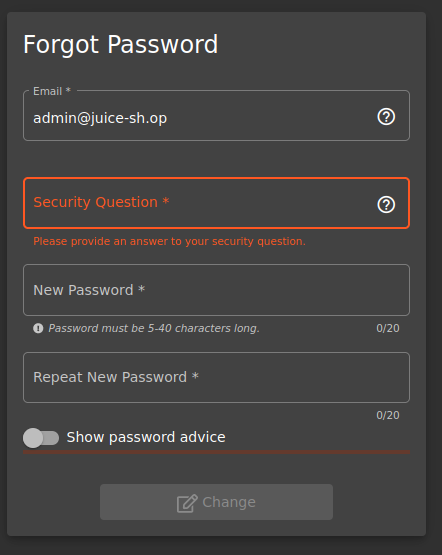 Forgot Password
Email *
admin@juice-sh.op
Security Question *
Please provide an answer to your security question.
New Password *
Password must be 5-40 characters long. 0/20
Repeat New Password *
0/20
Show password advice
Change